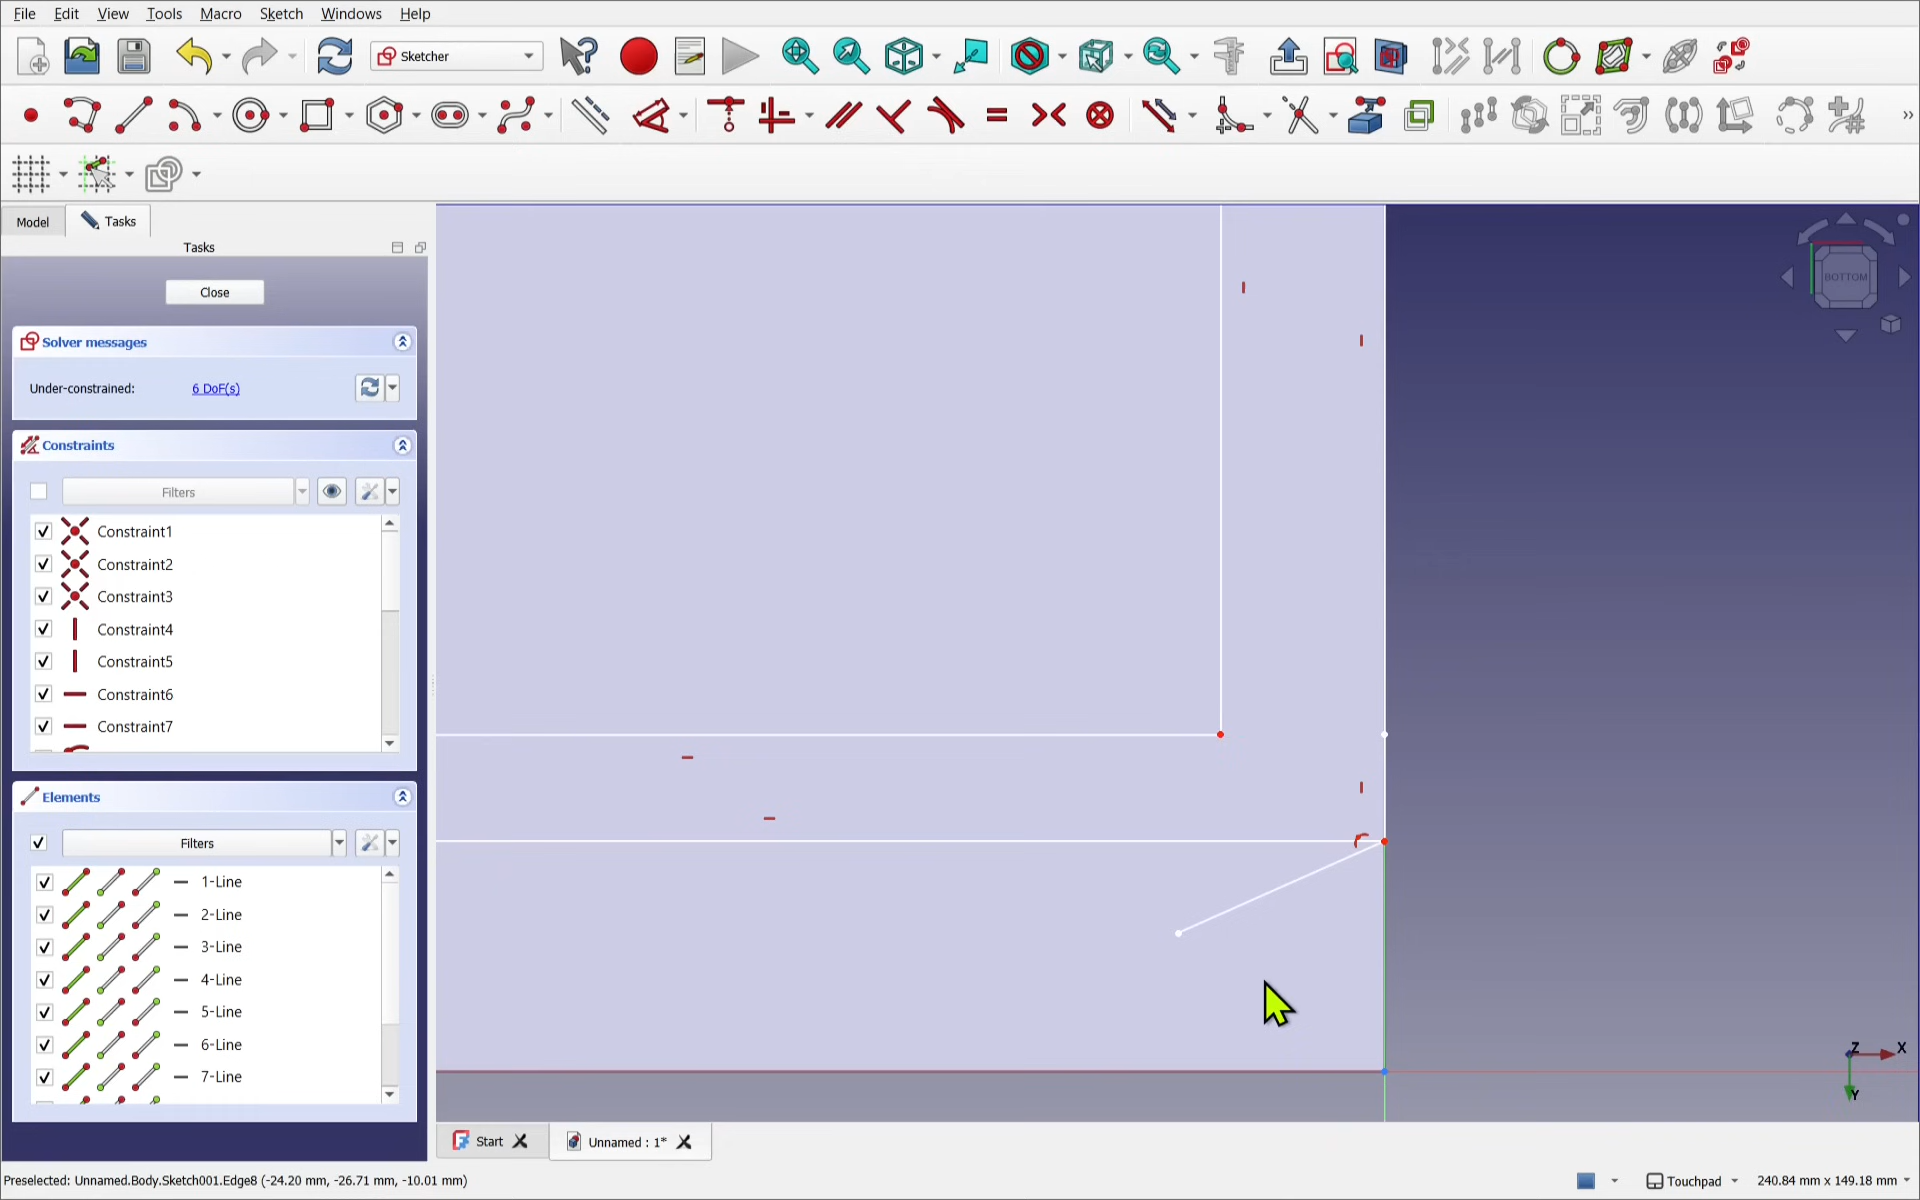 File Edit View Tools Macro Sketch Windows Help
Sketcher
»
Model Tasks
Tasks
Close
Solver messages
Under-constrained: 6 DoF(s)
Constraints
Filters
Constraint1
Constraint2
Constraint3
Constraint4
Constraint5
Constraint6
Constraint7
Elements
Filters
1-Line
2-Line
3-Line
4-Line
5-Line
6-Line
7-Line
BOTTOM
Z X
Y
Start Unnamed : 1*
Preselected: Unnamed.Body.Sketch001.Edge8 (-24.20 mm, -26.71 mm, -10.01 mm) Touchpad 240.84 mm x 149.18 mm